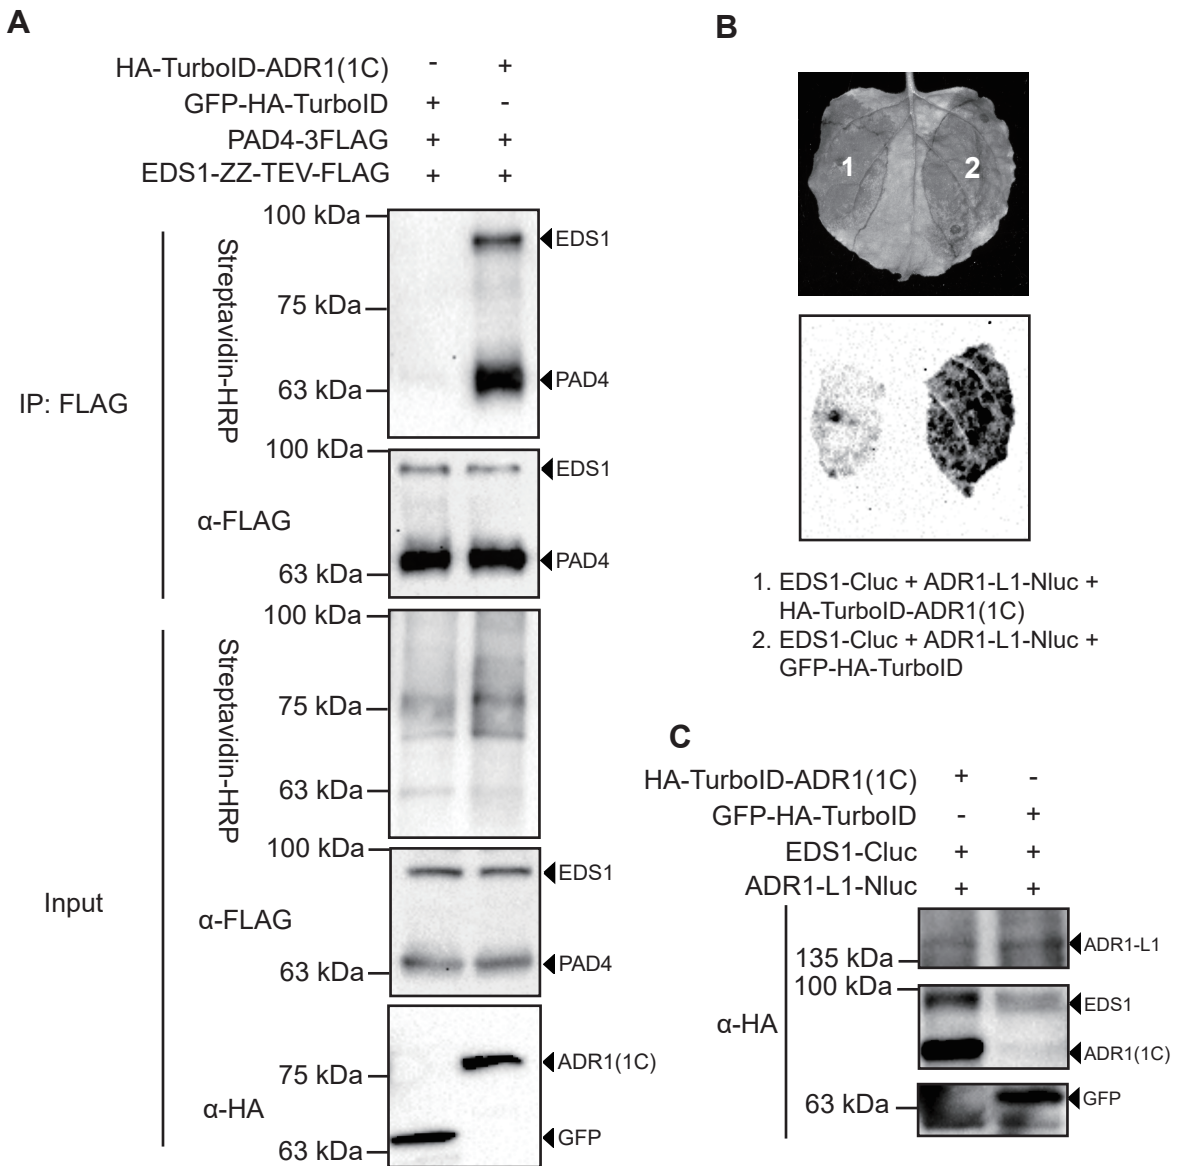 A
HA-TurboID-ADR1(1C) - +
GFP-HA-TurboID + -
PAD4-3FLAG + +
EDS1-ZZ-TEV-FLAG + +
IP: FLAG
Streptavidin-HRP
100 kDa
EDS1
75 kDa
63 kDa
PAD4
α-FLAG
100 kDa
EDS1
63 kDa
PAD4
Input
Streptavidin-HRP
100 kDa
75 kDa
63 kDa
α-FLAG
100 kDa
EDS1
63 kDa
PAD4
α-HA
75 kDa
ADR1(1C)
63 kDa
GFP
B
1
2
1. EDS1-Cluc + ADR1-L1-Nluc +
HA-TurboID-ADR1(1C)
2. EDS1-Cluc + ADR1-L1-Nluc +
GFP-HA-TurboID
C
HA-TurboID-ADR1(1C) + -
GFP-HA-TurboID - +
EDS1-Cluc + +
ADR1-L1-Nluc + +
α-HA
135 kDa
ADR1-L1
100 kDa
EDS1
ADR1(1C)
63 kDa
GFP